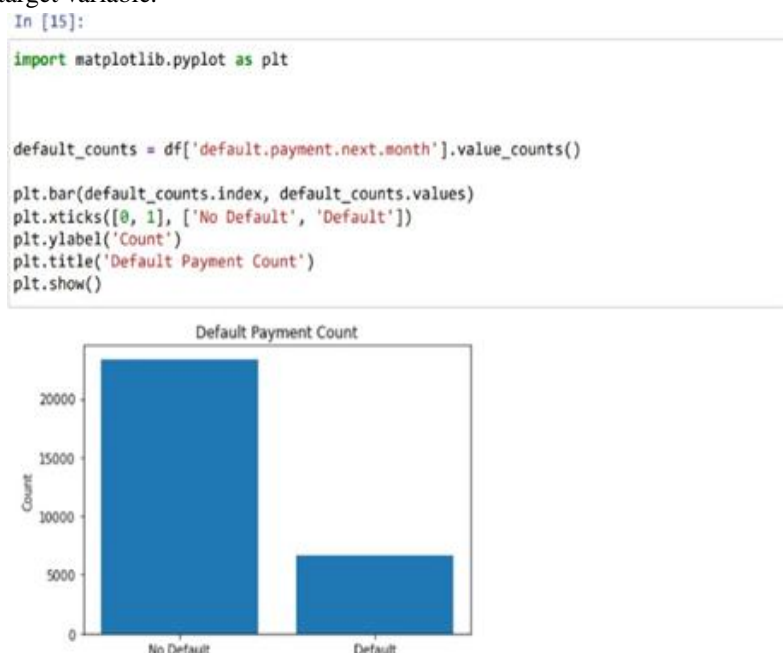 target variable.
In [15]:
import matplotlib.pyplot as plt
default_counts = df['default.payment.next.month'].value_counts()
plt.bar(default_counts.index, default_counts.values)
plt.xticks([0, 1], ['No Default', 'Default'])
plt.ylabel('Count')
plt.title('Default Payment Count')
plt.show()
Default Payment Count
20000
15000
10000
5000
0
Count
No Default Default